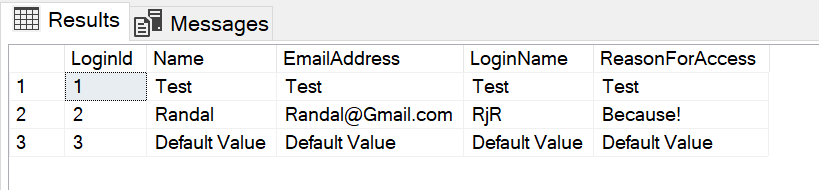 Results Messages
LoginId Name EmailAddress LoginName ReasonForAccess
1 1 Test Test Test Test
2 2 Randal Randal@Gmail.com RjR Because!
3 3 Default Value Default Value Default Value Default Value